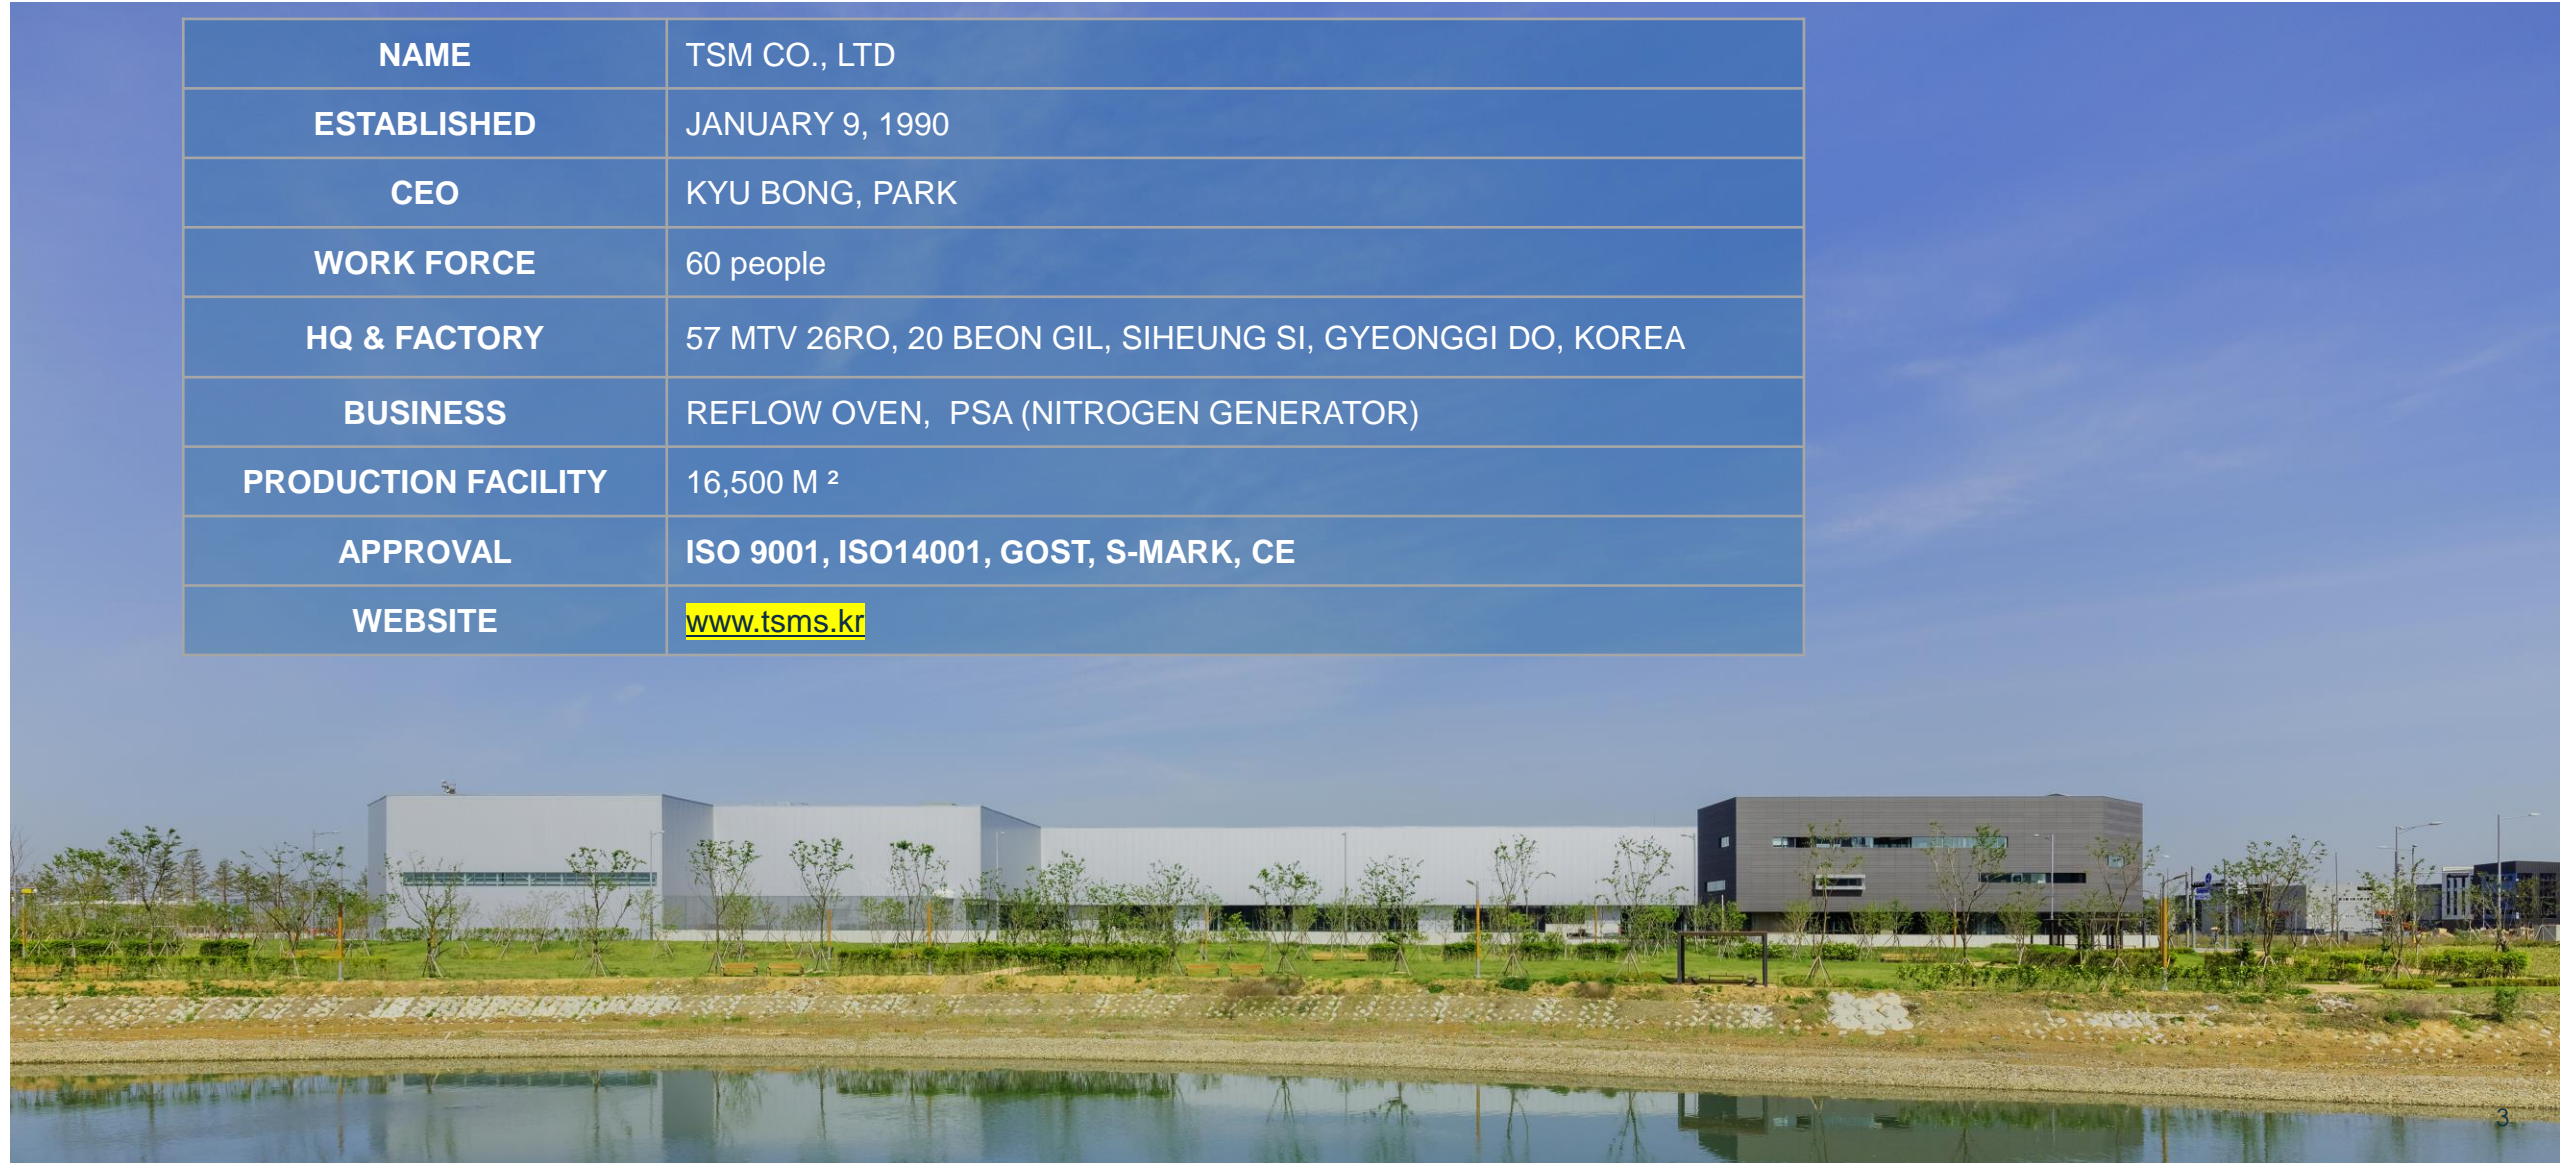 NAME TSM CO., LTD
ESTABLISHED JANUARY 9, 1990
CEO KYU BONG, PARK
WORK FORCE 60 people
HQ & FACTORY 57 MTV 26RO, 20 BEON GIL, SIHEUNG SI, GYEONGGI DO, KOREA
BUSINESS REFLOW OVEN, PSA (NITROGEN GENERATOR)
PRODUCTION FACILITY 16,500 M ²
APPROVAL ISO 9001, ISO14001, GOST, S-MARK, CE
WEBSITE www.tsms.kr
3